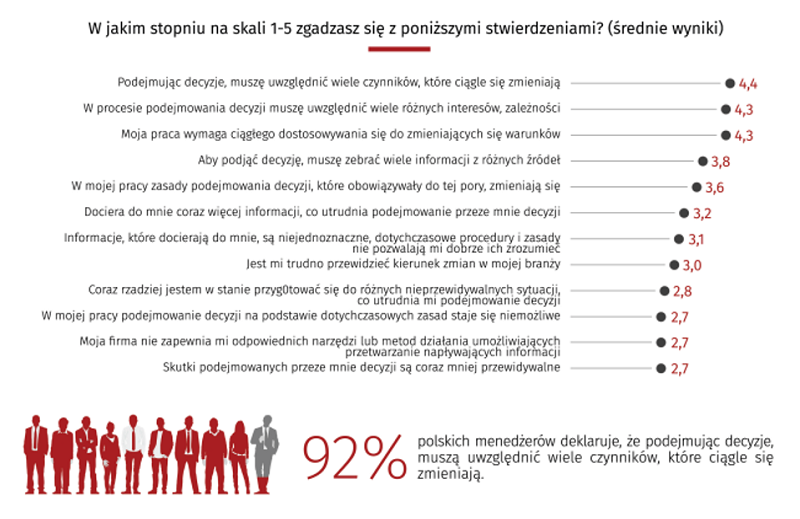 W jakim stopniu na skali 1-5 zgadzasz się z poniższymi stwierdzeniami? (średnie wyniki)
Podejmując decyzje, muszę uwzględnić wiele czynników, które ciągle się zmieniają 4,4
W procesie podejmowania decyzji muszę uwzględnić wiele różnych interesów, zależności 4,3
Moja praca wymaga ciągłego dostosowywania się do zmieniających się warunków 4,3
Aby podjąć decyzję, muszę zebrać wiele informacji z różnych źródeł 3,8
W mojej pracy zasady podejmowania decyzji, które obowiązywały do tej pory, zmieniają się 3,6
Dociera do mnie coraz więcej informacji, co utrudnia podejmowanie przeze mnie decyzji 3,2
Informacje, które docierają do mnie, są niejednoznaczne, dotychczasowe procedury i zasady 3,1
nie pozwalają mi dobrze ich zrozumieć
Jest mi trudno przewidzieć kierunek zmian w mojej branży 3,0
Coraz rzadziej jestem w stanie przyg0tować się do różnych nieprzewidywalnych sytuacji, 2,8
co utrudnia mi podejmowanie decyzji
W mojej pracy podejmowanie decyzji na podstawie dotychczasowych zasad staje się niemożliwe 2,7
Moja firma nie zapewnia mi odpowiednich narzędzi lub metod działania umożliwiających 2,7
przetwarzanie napływających informacji
Skutki podejmowanych przeze mnie decyzji są coraz mniej przewidywalne 2,7
92%
polskich menedżerów deklaruje, że podejmując decyzje,
muszą uwzględnić wiele czynników, które ciągle się
zmieniają.